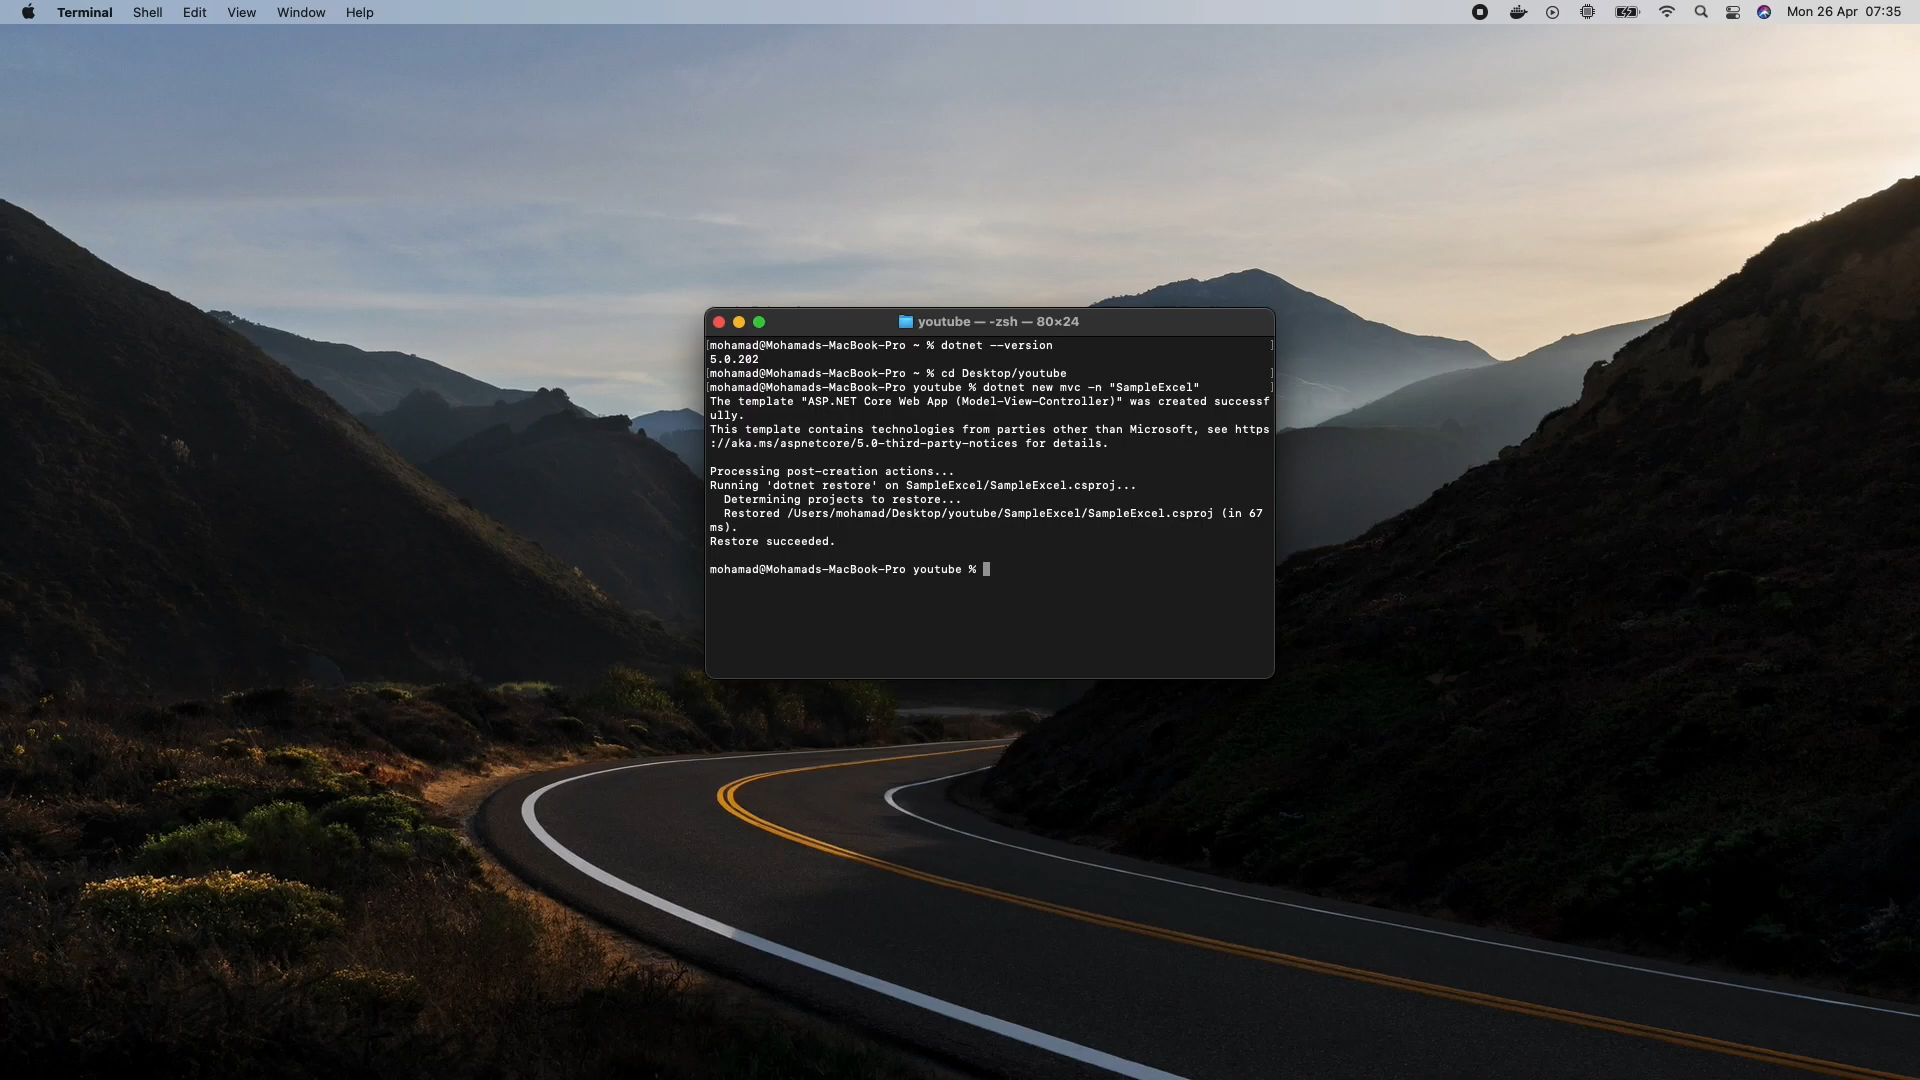 Terminal Shell Edit View Window Help Mon 26 Apr 07:35
youtube — -zsh — 80×24
[mohamad@Mohamads-MacBook-Pro ~ % dotnet --version ]
5.0.202
[mohamad@Mohamads-MacBook-Pro ~ % cd Desktop/youtube ]
[mohamad@Mohamads-MacBook-Pro youtube % dotnet new mvc -n "SampleExcel" ]
The template "ASP.NET Core Web App (Model-View-Controller)" was created successf
ully.
This template contains technologies from parties other than Microsoft, see https
://aka.ms/aspnetcore/5.0-third-party-notices for details.
Processing post-creation actions...
Running 'dotnet restore' on SampleExcel/SampleExcel.csproj...
Determining projects to restore...
Restored /Users/mohamad/Desktop/youtube/SampleExcel/SampleExcel.csproj (in 67
ms).
Restore succeeded.
mohamad@Mohamads-MacBook-Pro youtube %